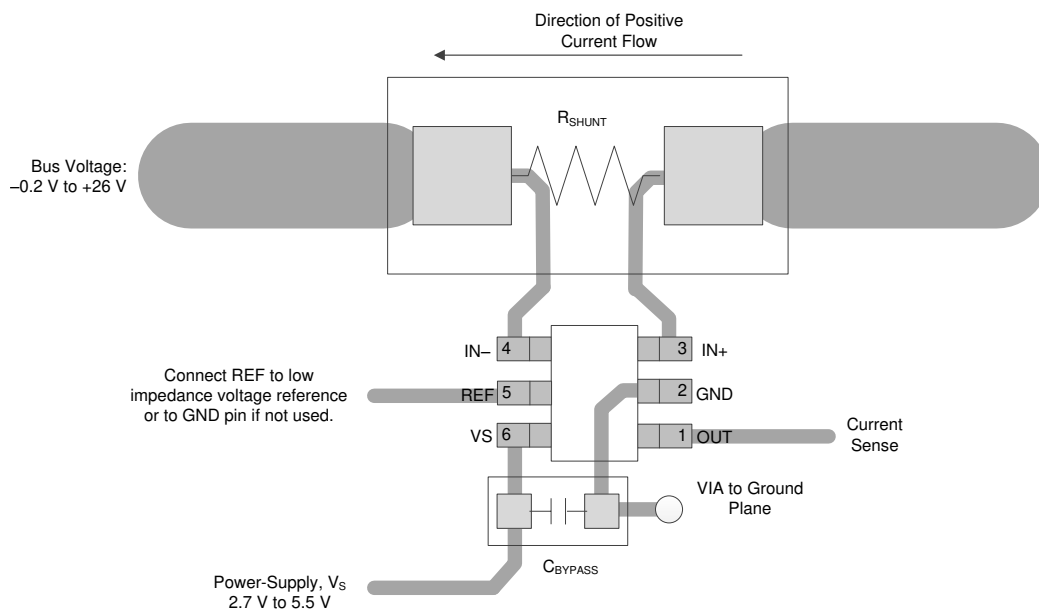 Direction of Positive
Current Flow
RSHUNT
Bus Voltage:
–0.2 V to +26 V
IN– 4
3 IN+
Connect REF to low
impedance voltage reference
or to GND pin if not used.
REF 5
2 GND
VS 6
1 OUT
Current
Sense
VIA to Ground
Plane
CBYPASS
Power-Supply, VS
2.7 V to 5.5 V